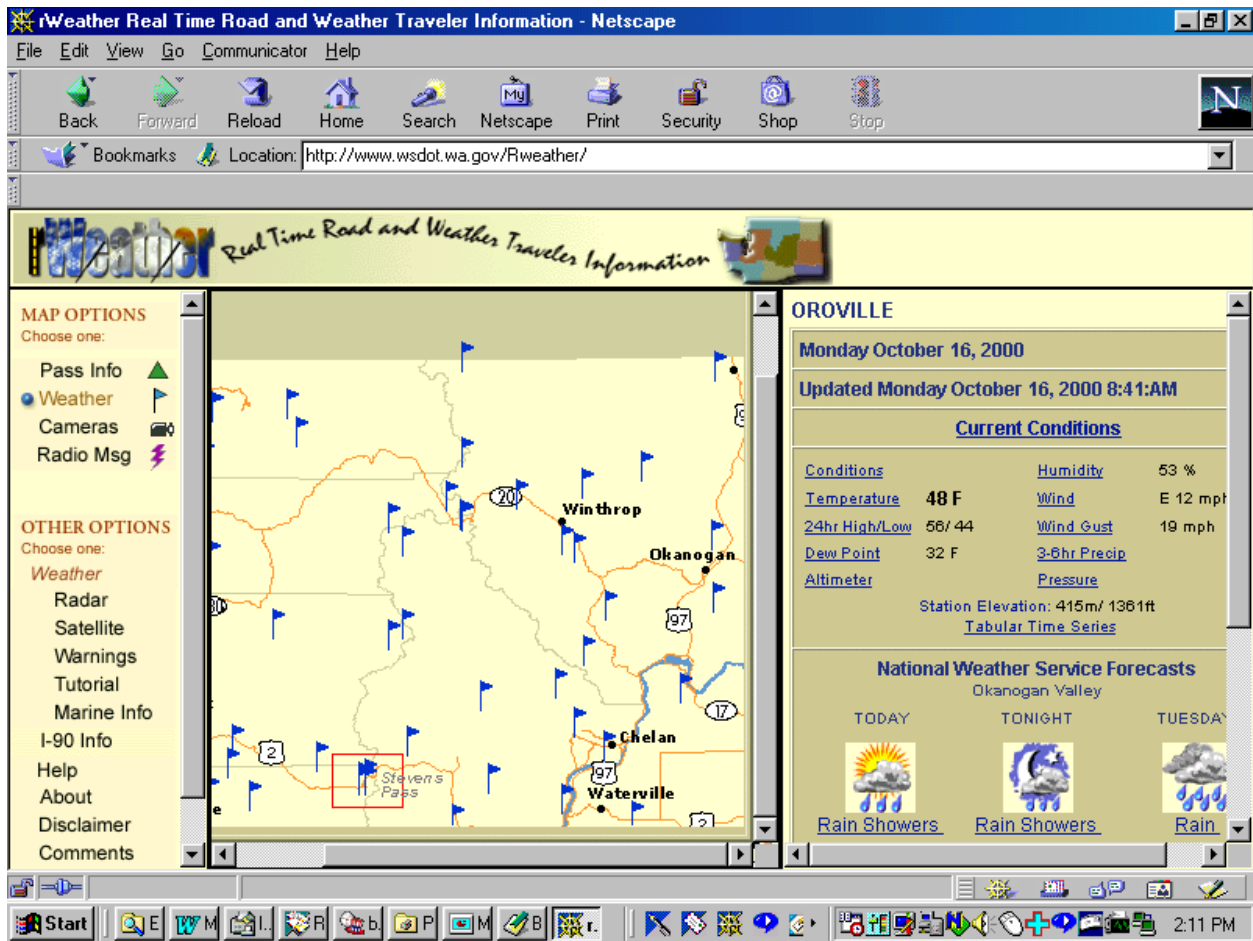 rWeather Real Time Road and Weather Traveler Information - Netscape
File Edit View Go Communicator Help
Back Forward Reload Home Search Netscape Print Security Shop Stop
My
N
Bookmarks Location: http://www.wsdot.wa.gov/Rweather/
rWeather Real Time Road and Weather Traveler Information
MAP OPTIONS
Choose one:
Pass Info
Weather
Cameras
Radio Msg
OTHER OPTIONS
Choose one:
Weather
Radar
Satellite
Warnings
Tutorial
Marine Info
I-90 Info
Help
About
Disclaimer
Comments
20
Winthrop
Okanogan
97
17
2
Chelan
Stevens
Pass
97
Waterville
2
OROVILLE
Monday October 16, 2000
Updated Monday October 16, 2000 8:41:AM
Current Conditions
Conditions Humidity 53 %
Temperature 48 F Wind E 12 mph
24hr High/Low 56/ 44 Wind Gust 19 mph
Dew Point 32 F 3-6hr Precip
Altimeter Pressure
Station Elevation: 415m/ 1361ft
Tabular Time Series
National Weather Service Forecasts
Okanogan Valley
TODAY TONIGHT TUESDAY
Rain Showers Rain Showers Rain
Start E M I.. R b. P M B r. 2:11 PM